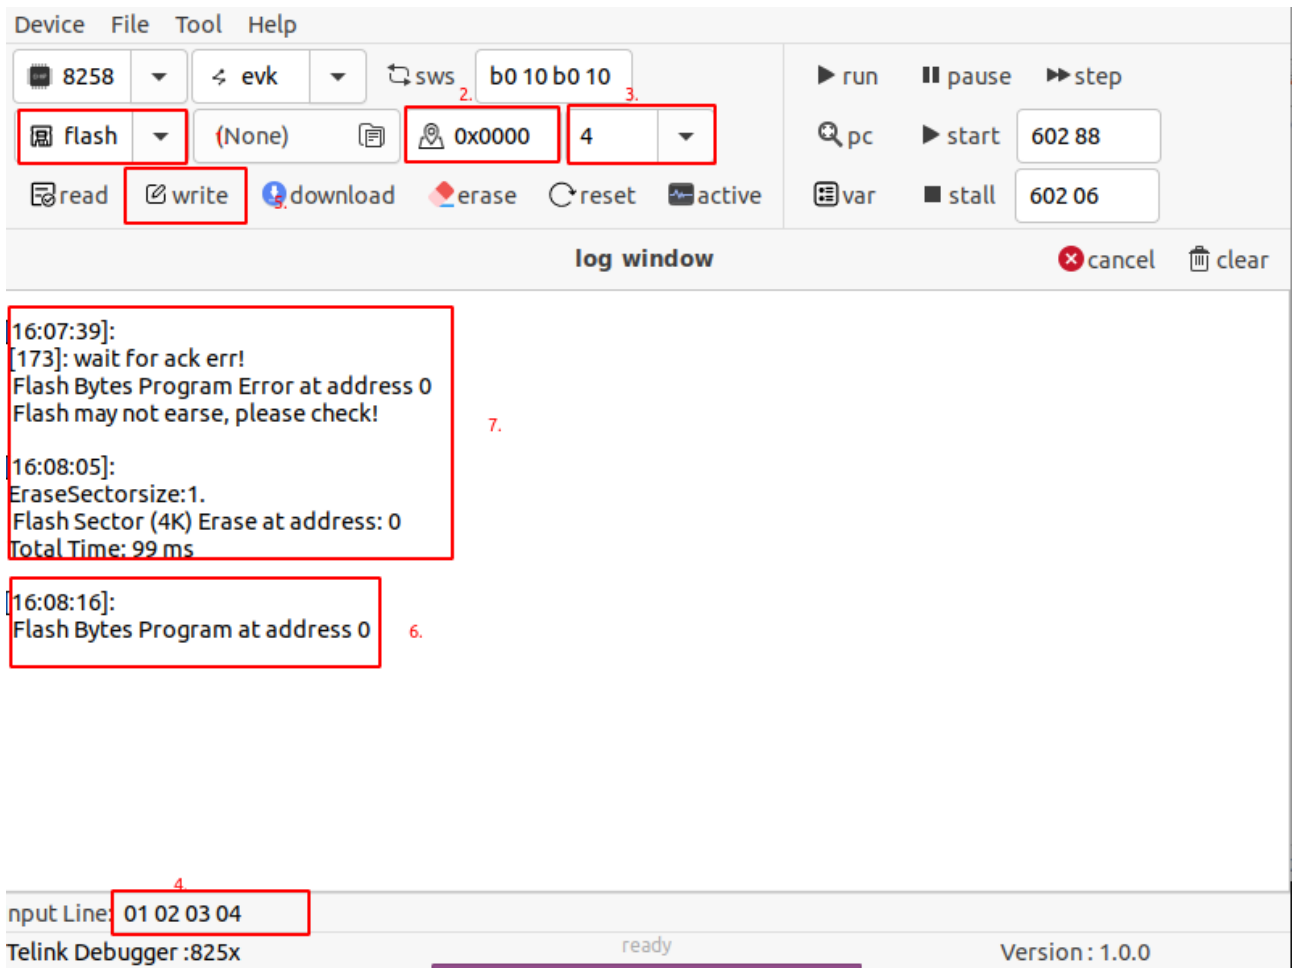 Device File Tool Help
8258 evk sws b0 10 b0 10 run pause step
2. 3.
flash (None) 0x0000 4 pc start 602 88
read write download erase reset active var stall 602 06
5.
log window cancel clear
[16:07:39]:
[173]: wait for ack err!
Flash Bytes Program Error at address 0
Flash may not earse, please check!
7.
[16:08:05]:
EraseSectorsize:1.
Flash Sector (4K) Erase at address: 0
Total Time: 99 ms
[16:08:16]:
Flash Bytes Program at address 0
6.
4.
nput Line: 01 02 03 04
Telink Debugger :825x ready Version : 1.0.0